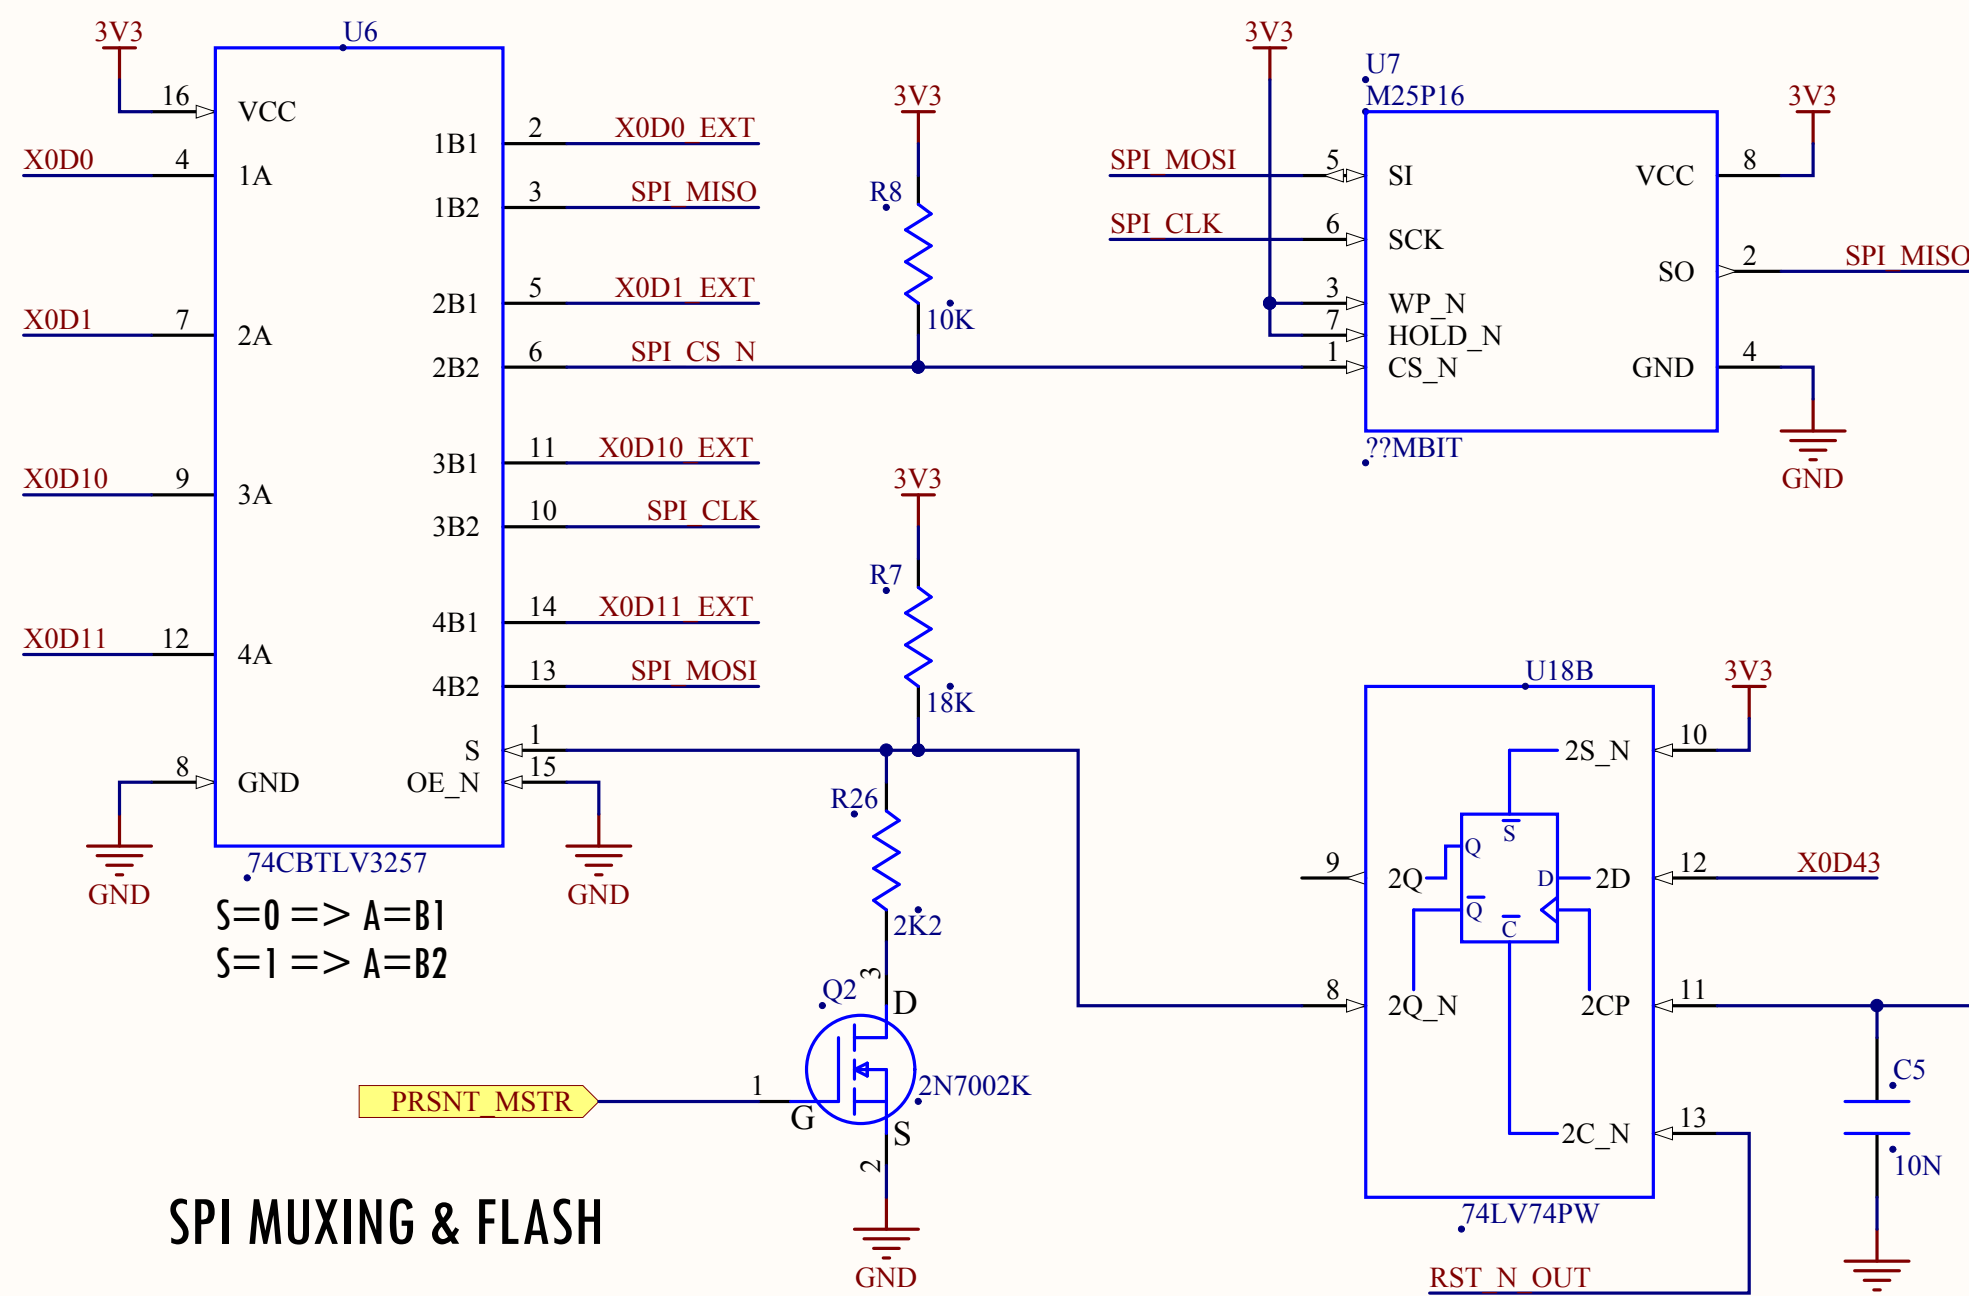 3V3
U6
16
VCC
X0D0
4
1A
X0D1
7
2A
X0D10
9
3A
X0D11
12
4A
8
GND
GND
1B1
2
X0D0_EXT
1B2
3
SPI_MISO
2B1
5
X0D1_EXT
2B2
6
SPI_CS_N
3B1
11
X0D10_EXT
3B2
10
SPI_CLK
4B1
14
X0D11_EXT
4B2
13
SPI_MOSI
S
1
OE_N
15
GND
74CBTLV3257
S=0 => A=B1
S=1 => A=B2
3V3
R8
10K
3V3
R7
18K
R26
2K2
Q2
3
D
2N7002K
PRSNT_MSTR
1
G
S
2
GND
SPI MUXING & FLASH
3V3
U7
M25P16
SPI_MOSI
5
SI
SPI_CLK
6
SCK
3
WP_N
7
HOLD_N
1
CS_N
VCC
8
3V3
SO
2
SPI_MISO
GND
4
GND
??MBIT
U18B
3V3
2S_N
10
9
2Q
Q
S
D
2D
12
X0D43
Q
C
8
2Q_N
2CP
11
2C_N
13
C5
10N
74LV74PW
RST_N_OUT